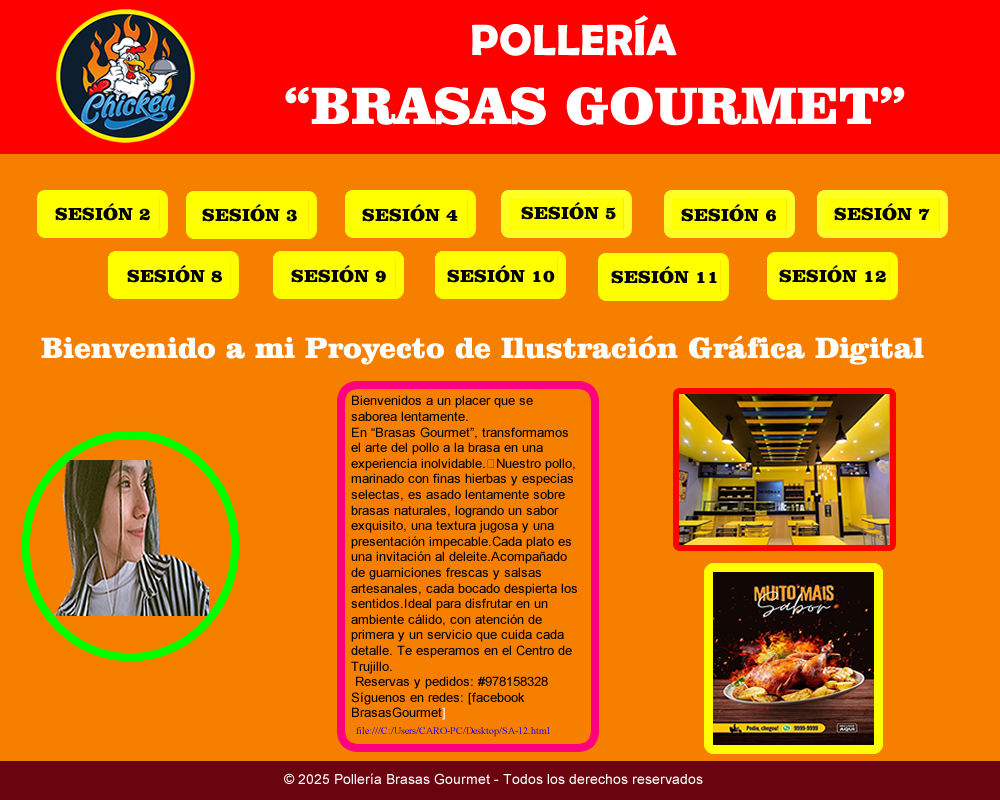 Chicken
POLLERÍA
“BRASAS GOURMET”
SESIÓN 2
SESIÓN 3
SESIÓN 4
SESIÓN 5
SESIÓN 6
SESIÓN 7
SESIÓN 8
SESIÓN 9
SESIÓN 10
SESIÓN 11
SESIÓN 12
Bienvenido a mi Proyecto de Ilustración Gráfica Digital
Bienvenidos a un placer que se
saborea lentamente.
En “Brasas Gourmet”, transformamos
el arte del pollo a la brasa en una
experiencia inolvidable.□Nuestro pollo,
marinado con finas hierbas y especias
selectas, es asado lentamente sobre
brasas naturales, logrando un sabor
exquisito, una textura jugosa y una
presentación impecable.Cada plato es
una invitación al deleite.Acompañado
de guarniciones frescas y salsas
artesanales, cada bocado despierta los
sentidos.Ideal para disfrutar en un
ambiente cálido, con atención de
primera y un servicio que cuida cada
detalle. Te esperamos en el Centro de
Trujillo.
Reservas y pedidos: #978158328
Síguenos en redes: [facebook
BrasasGourmet]
file:///C:/Users/CARO-PC/Desktop/SA-12.html
MUITO MAIS
Sabor
Pediu, chegou!
9999-9999
AQUI
© 2025 Pollería Brasas Gourmet - Todos los derechos reservados